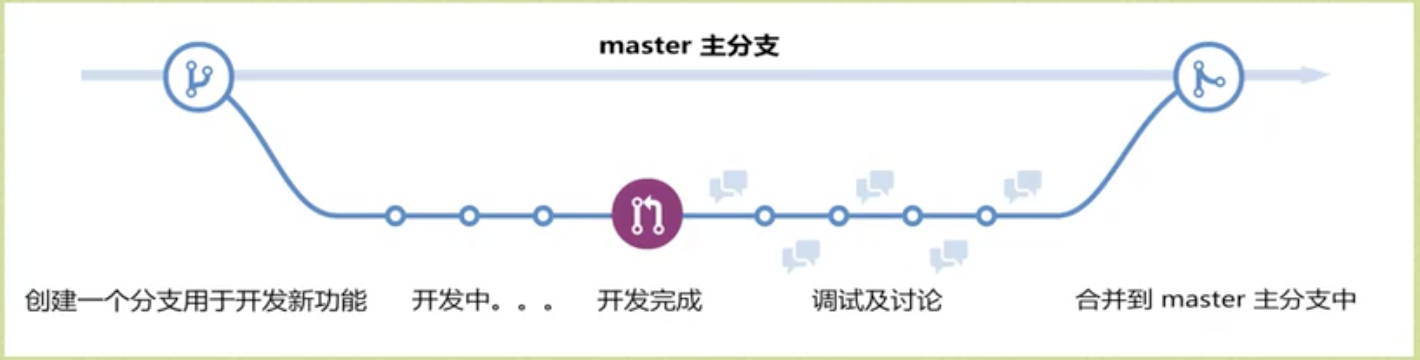 master 主分支
创建一个分支用于开发新功能
开发中。。。
开发完成
调试及讨论
合并到 master 主分支中